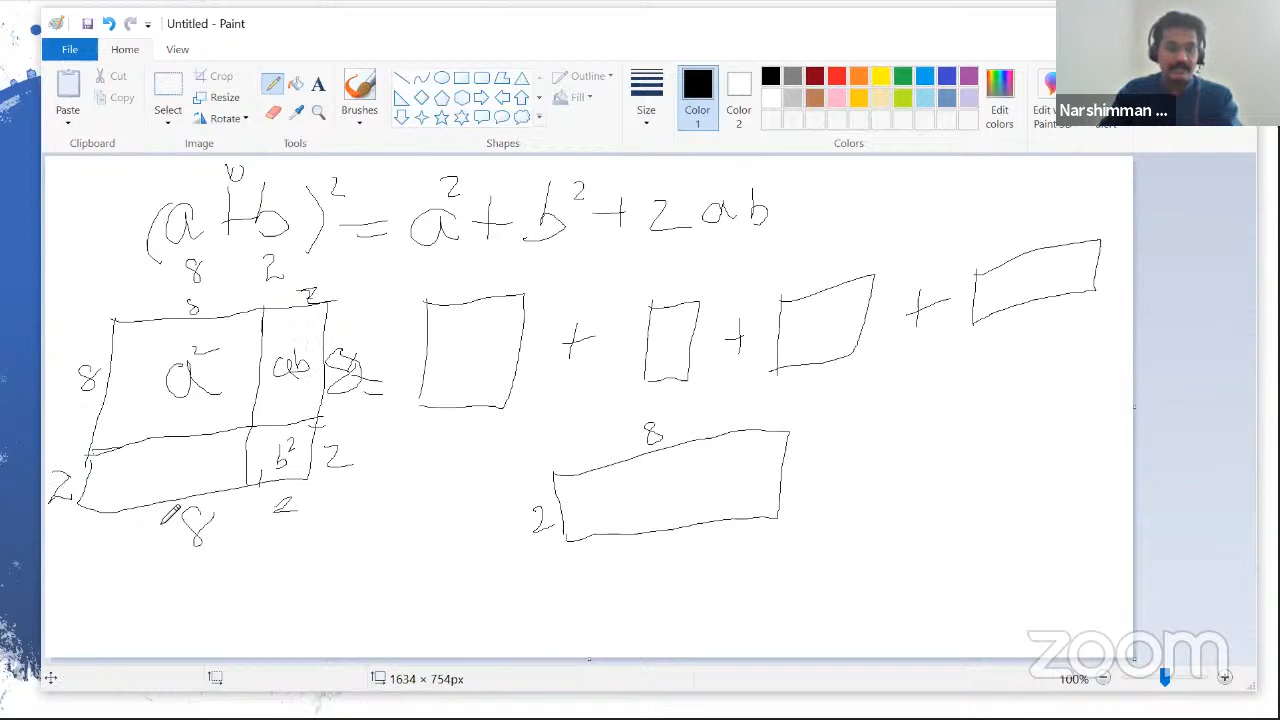 Untitled - Paint
File Home View
Paste
Cut
Copy
Clipboard
Select
Crop
Resize
Rotate
Image
A
Tools
Brushes
Outline
Fill
Shapes
Size
Color 1
Color 2
Colors
Edit colors
Narshimman ...
(a+b)² = a² + b² + 2ab
8 2
8 2
8 a² ab 8 =
+ + +
2 b² 2
8 2
8
2
zoom
1634 × 754px
100%